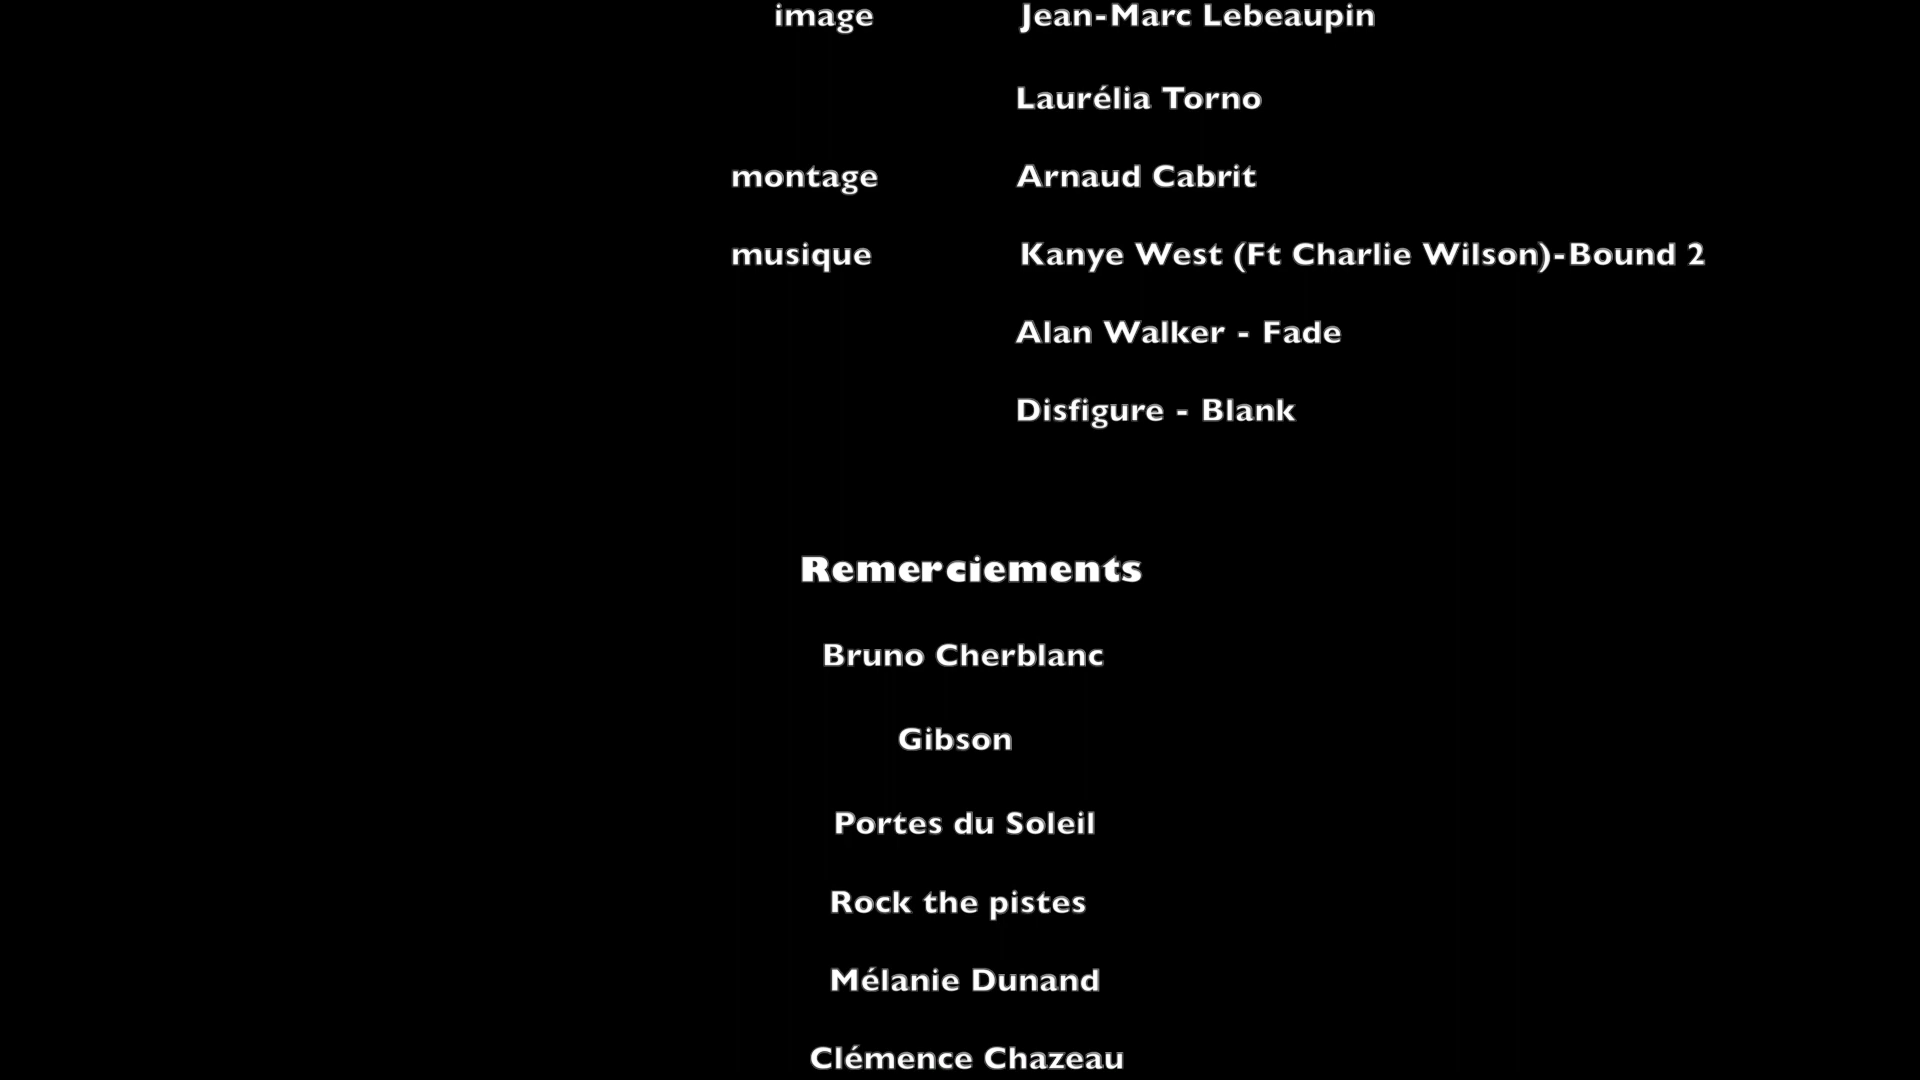 image Jean-Marc Lebeaupin
Laurélia Torno
montage Arnaud Cabrit
musique Kanye West (Ft Charlie Wilson)-Bound 2
Alan Walker - Fade
Disfigure - Blank
Remerciements
Bruno Cherblanc
Gibson
Portes du Soleil
Rock the pistes
Mélanie Dunand
Clémence Chazeau